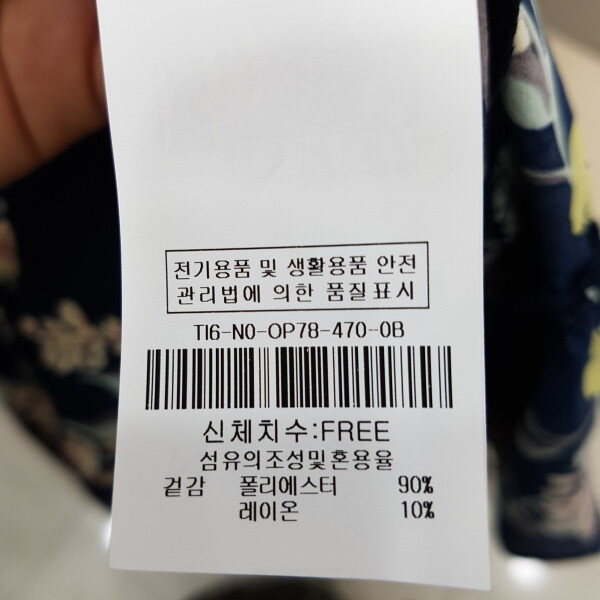 전기용품 및 생활용품 안전
관리법에 의한 품질표시
TI6-N0-OP78-470-0B
신체치수:FREE
섬유의조성및혼용율
겉감 폴리에스터 90%
레이온 10%